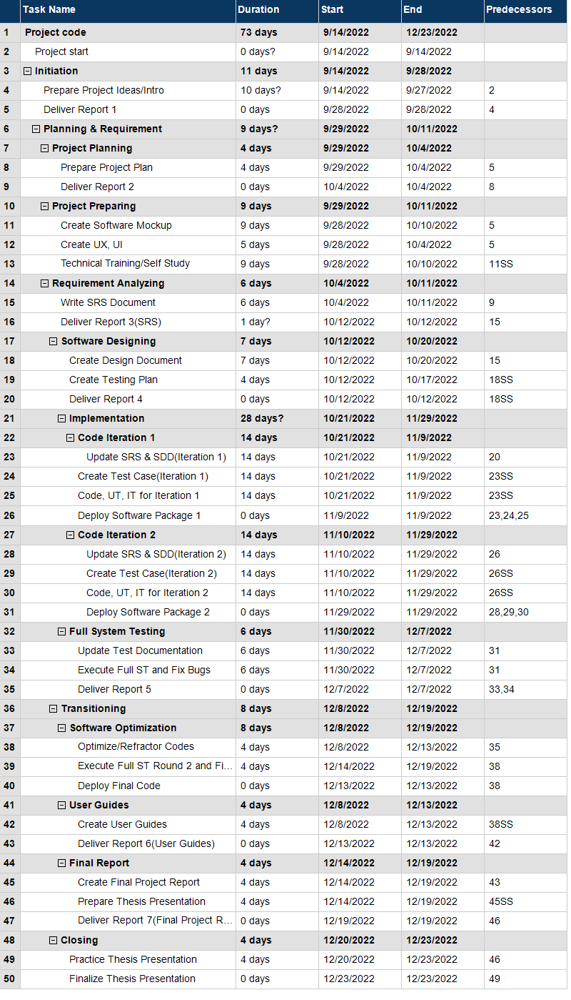 Task Name Duration Start End Predecessors
1 Project code 73 days 9/14/2022 12/23/2022
2 Project start 0 days? 9/14/2022 9/14/2022
3 Initiation 11 days 9/14/2022 9/28/2022
4 Prepare Project Ideas/Intro 10 days? 9/14/2022 9/27/2022 2
5 Deliver Report 1 0 days 9/28/2022 9/28/2022 4
6 Planning & Requirement 9 days? 9/29/2022 10/11/2022
7 Project Planning 4 days 9/29/2022 10/4/2022
8 Prepare Project Plan 4 days 9/29/2022 10/4/2022 5
9 Deliver Report 2 0 days 10/4/2022 10/4/2022 8
10 Project Preparing 9 days 9/29/2022 10/11/2022
11 Create Software Mockup 9 days 9/28/2022 10/10/2022 5
12 Create UX, UI 5 days 9/28/2022 10/4/2022 5
13 Technical Training/Self Study 9 days 9/28/2022 10/10/2022 11SS
14 Requirement Analyzing 6 days 10/4/2022 10/11/2022
15 Write SRS Document 6 days 10/4/2022 10/11/2022 9
16 Deliver Report 3(SRS) 1 day? 10/12/2022 10/12/2022 15
17 Software Designing 7 days 10/12/2022 10/20/2022
18 Create Design Document 7 days 10/12/2022 10/20/2022 15
19 Create Testing Plan 4 days 10/12/2022 10/17/2022 18SS
20 Deliver Report 4 0 days 10/12/2022 10/12/2022 18SS
21 Implementation 28 days? 10/21/2022 11/29/2022
22 Code Iteration 1 14 days 10/21/2022 11/9/2022
23 Update SRS & SDD(Iteration 1) 14 days 10/21/2022 11/9/2022 20
24 Create Test Case(Iteration 1) 14 days 10/21/2022 11/9/2022 23SS
25 Code, UT, IT for Iteration 1 14 days 10/21/2022 11/9/2022 23SS
26 Deploy Software Package 1 0 days 11/9/2022 11/9/2022 23,24,25
27 Code Iteration 2 14 days 11/10/2022 11/29/2022
28 Update SRS & SDD(Iteration 2) 14 days 11/10/2022 11/29/2022 26
29 Create Test Case(Iteration 2) 14 days 11/10/2022 11/29/2022 26SS
30 Code, UT, IT for Iteration 2 14 days 11/10/2022 11/29/2022 26SS
31 Deploy Software Package 2 0 days 11/29/2022 11/29/2022 28,29,30
32 Full System Testing 6 days 11/30/2022 12/7/2022
33 Update Test Documentation 6 days 11/30/2022 12/7/2022 31
34 Execute Full ST and Fix Bugs 6 days 11/30/2022 12/7/2022 31
35 Deliver Report 5 0 days 12/7/2022 12/7/2022 33,34
36 Transitioning 8 days 12/8/2022 12/19/2022
37 Software Optimization 8 days 12/8/2022 12/19/2022
38 Optimize/Refractor Codes 4 days 12/8/2022 12/13/2022 35
39 Execute Full ST Round 2 and Fi... 4 days 12/14/2022 12/19/2022 38
40 Deploy Final Code 0 days 12/13/2022 12/13/2022 38
41 User Guides 4 days 12/8/2022 12/13/2022
42 Create User Guides 4 days 12/8/2022 12/13/2022 38SS
43 Deliver Report 6(User Guides) 0 days 12/13/2022 12/13/2022 42
44 Final Report 4 days 12/14/2022 12/19/2022
45 Create Final Project Report 4 days 12/14/2022 12/19/2022 43
46 Prepare Thesis Presentation 4 days 12/14/2022 12/19/2022 45SS
47 Deliver Report 7(Final Project R... 0 days 12/19/2022 12/19/2022 46
48 Closing 4 days 12/20/2022 12/23/2022
49 Practice Thesis Presentation 4 days 12/20/2022 12/23/2022 46
50 Finalize Thesis Presentation 0 days 12/23/2022 12/23/2022 49